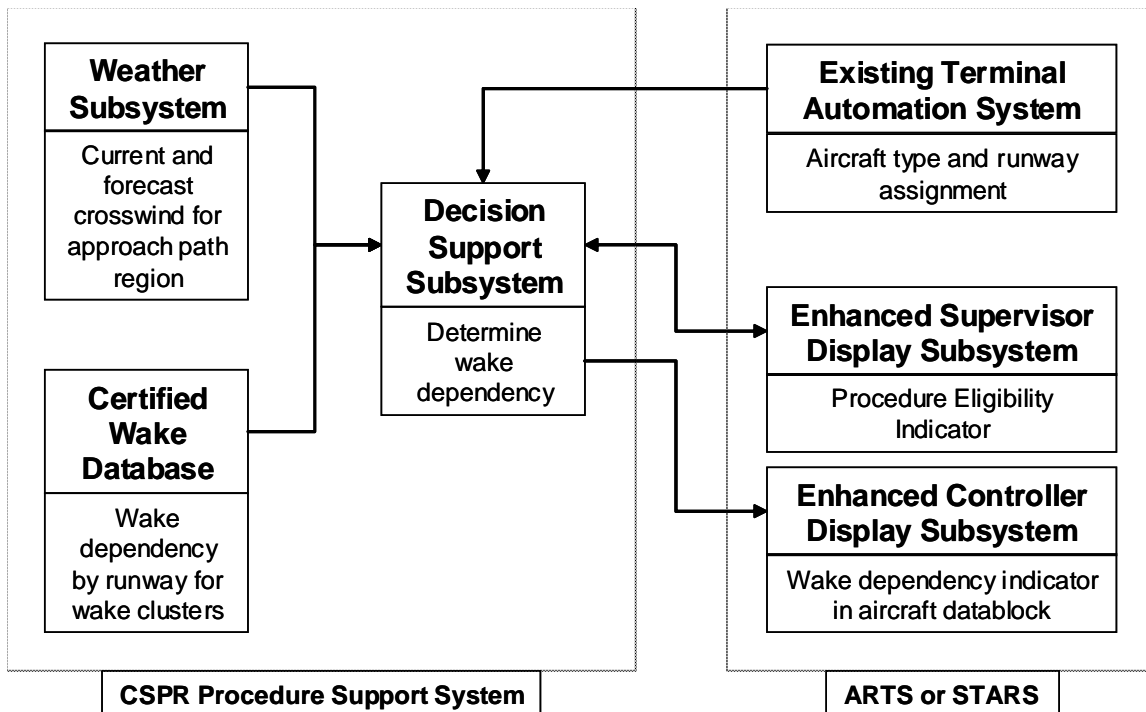 Weather
Subsystem
Current and
forecast
crosswind for
approach path
region
Certified
Wake
Database
Wake
dependency
by runway for
wake clusters
Decision
Support
Subsystem
Determine
wake
dependency
CSPR Procedure Support System
Existing Terminal
Automation System
Aircraft type and runway
assignment
Enhanced Supervisor
Display Subsystem
Procedure Eligibility
Indicator
Enhanced Controller
Display Subsystem
Wake dependency indicator
in aircraft datablock
ARTS or STARS